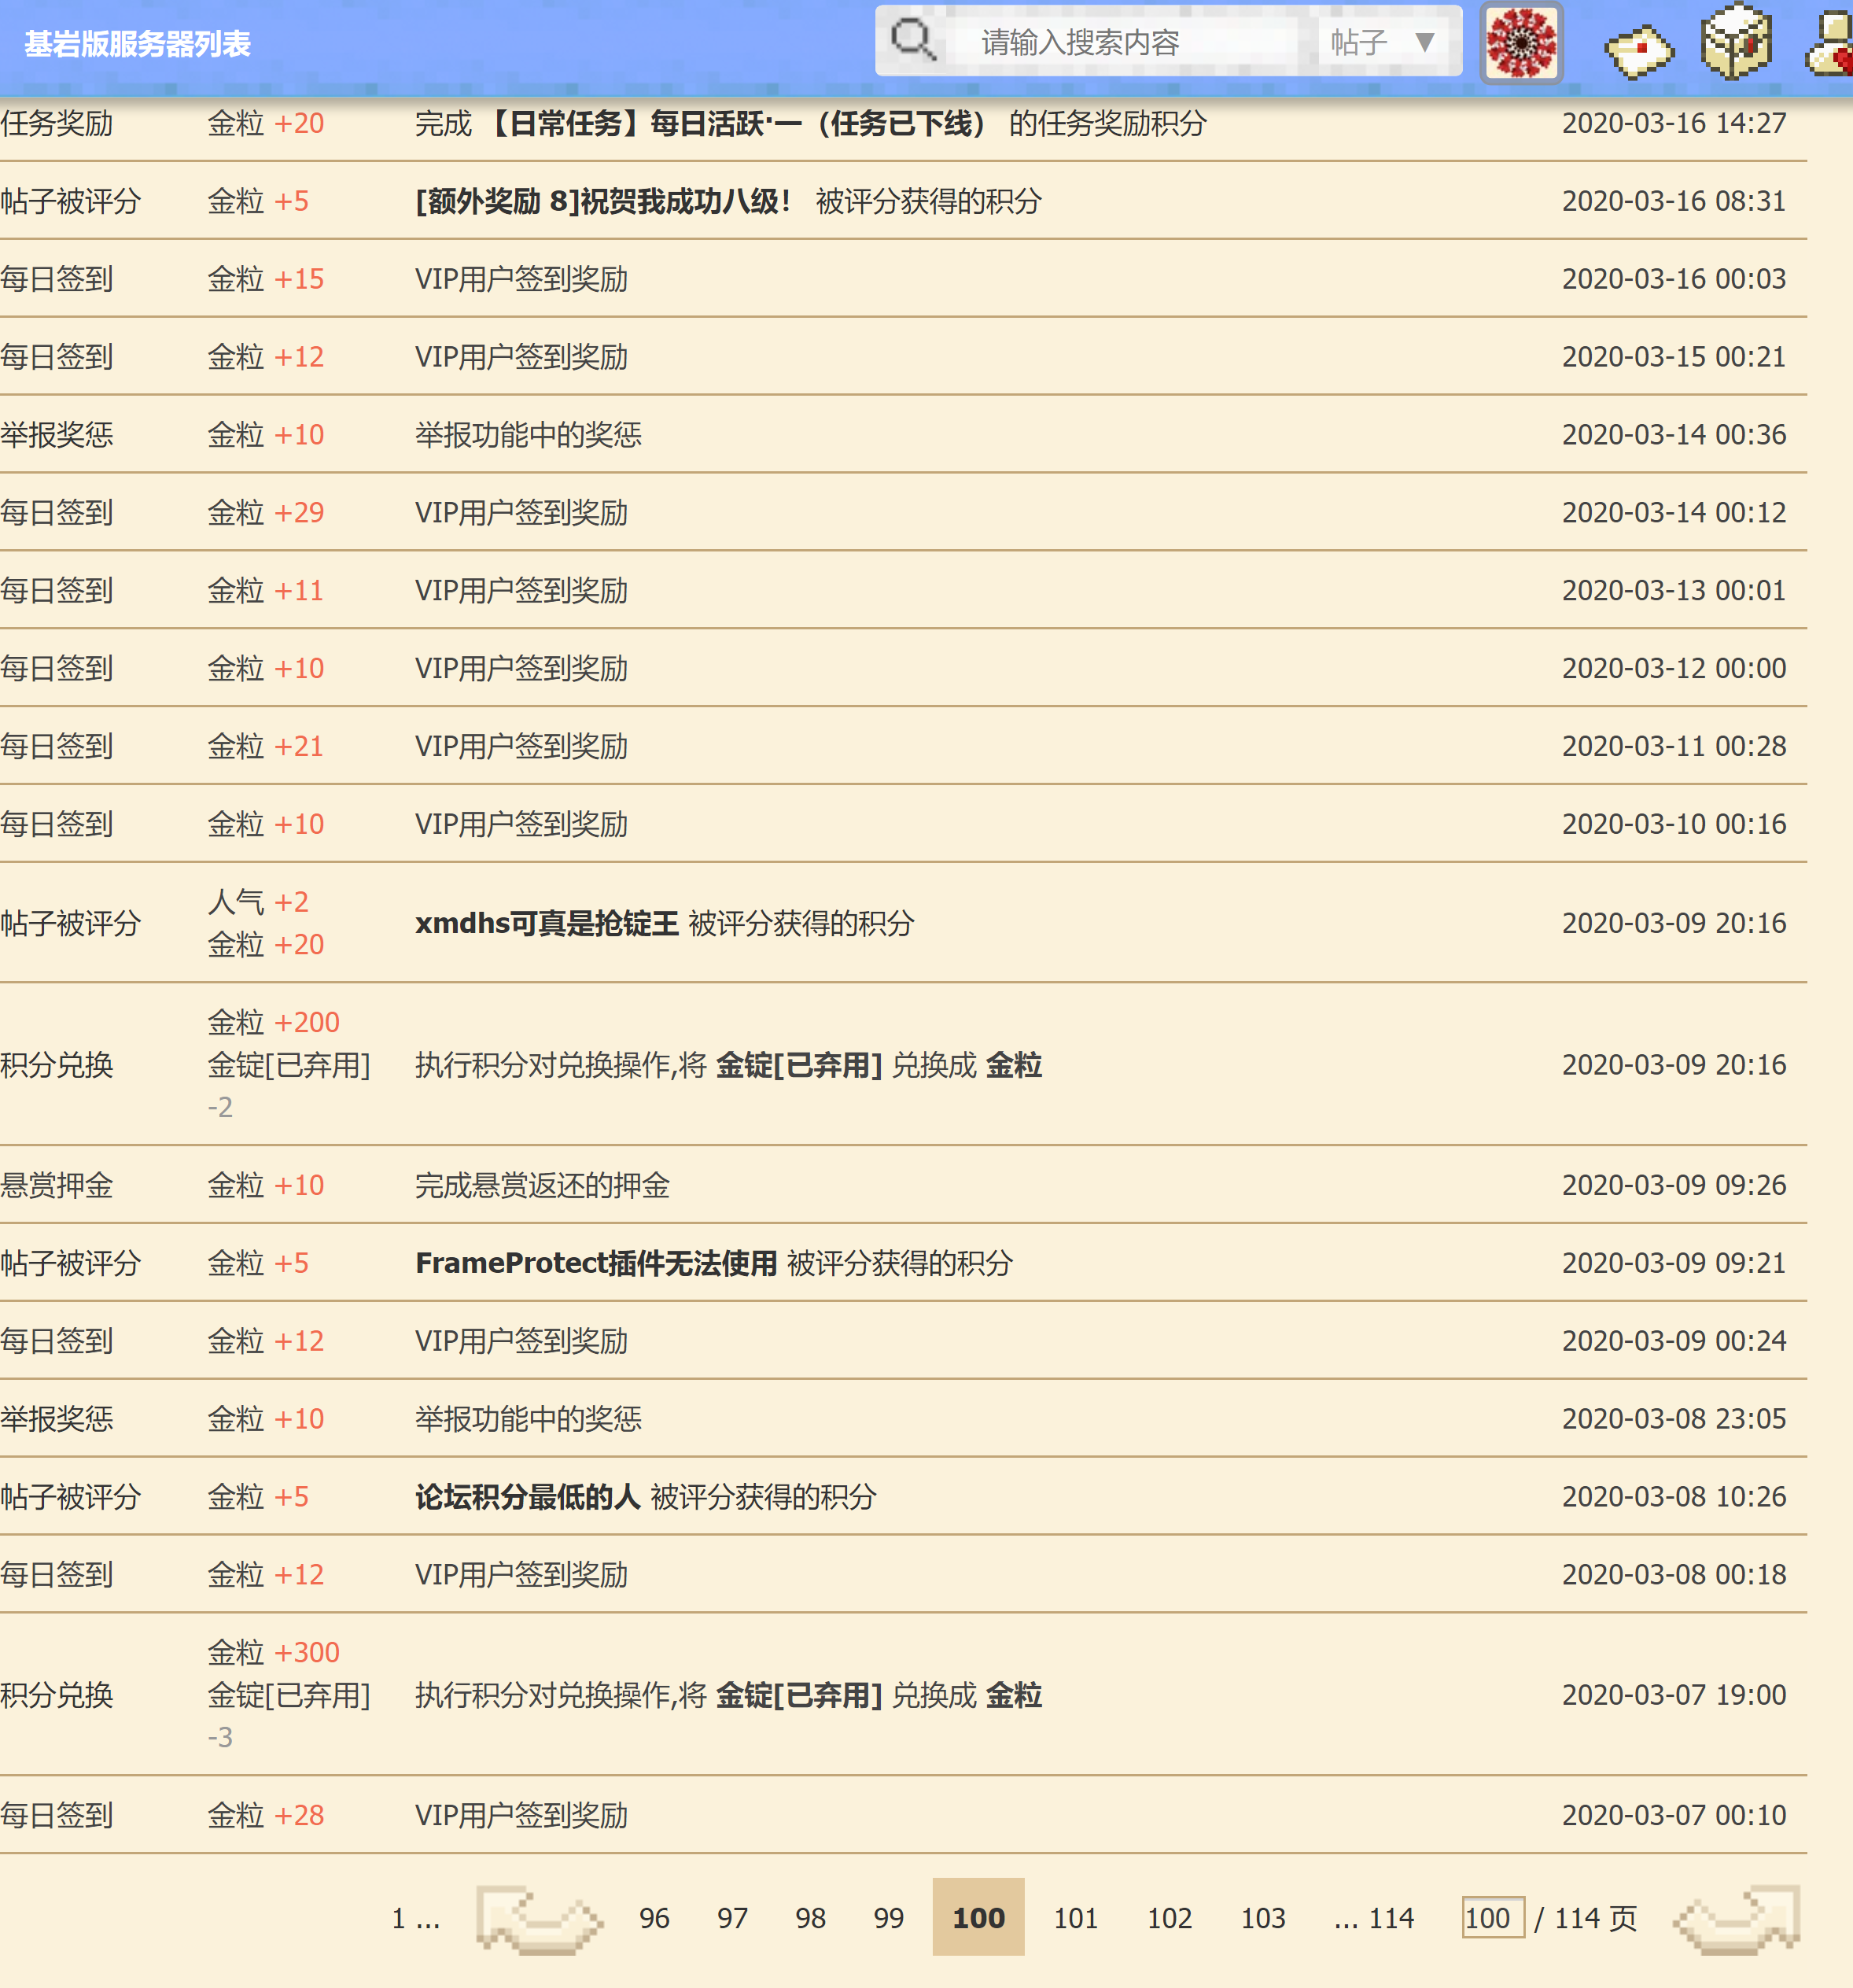 基岩版服务器列表
请输入搜索内容 帖子 ▼
任务奖励 金粒 +20 完成 【日常任务】每日活跃·一（任务已下线） 的任务奖励积分 2020-03-16 14:27
帖子被评分 金粒 +5 [额外奖励 8]祝贺我成功八级！ 被评分获得的积分 2020-03-16 08:31
每日签到 金粒 +15 VIP用户签到奖励 2020-03-16 00:03
每日签到 金粒 +12 VIP用户签到奖励 2020-03-15 00:21
举报奖惩 金粒 +10 举报功能中的奖惩 2020-03-14 00:36
每日签到 金粒 +29 VIP用户签到奖励 2020-03-14 00:12
每日签到 金粒 +11 VIP用户签到奖励 2020-03-13 00:01
每日签到 金粒 +10 VIP用户签到奖励 2020-03-12 00:00
每日签到 金粒 +21 VIP用户签到奖励 2020-03-11 00:28
每日签到 金粒 +10 VIP用户签到奖励 2020-03-10 00:16
人气 +2
帖子被评分 xmdhs可真是抢锭王 被评分获得的积分 2020-03-09 20:16
金粒 +20
金粒 +200
积分兑换 金锭[已弃用] 执行积分对兑换操作,将 金锭[已弃用] 兑换成 金粒 2020-03-09 20:16
-2
悬赏押金 金粒 +10 完成悬赏返还的押金 2020-03-09 09:26
帖子被评分 金粒 +5 FrameProtect插件无法使用 被评分获得的积分 2020-03-09 09:21
每日签到 金粒 +12 VIP用户签到奖励 2020-03-09 00:24
举报奖惩 金粒 +10 举报功能中的奖惩 2020-03-08 23:05
帖子被评分 金粒 +5 论坛积分最低的人 被评分获得的积分 2020-03-08 10:26
每日签到 金粒 +12 VIP用户签到奖励 2020-03-08 00:18
金粒 +300
积分兑换 金锭[已弃用] 执行积分对兑换操作,将 金锭[已弃用] 兑换成 金粒 2020-03-07 19:00
-3
每日签到 金粒 +28 VIP用户签到奖励 2020-03-07 00:10
1 ... 96 97 98 99 100 101 102 103 ... 114 100 / 114 页